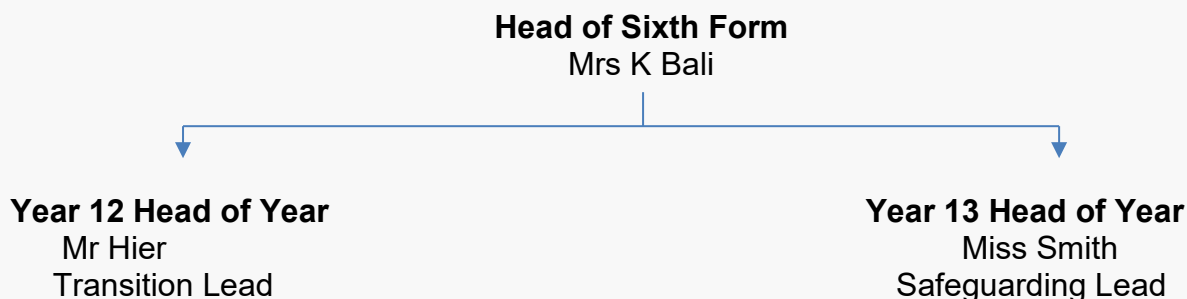 Head of Sixth Form
Mrs K Bali
Year 12 Head of Year
Mr Hier
Transition Lead
Year 13 Head of Year
Miss Smith
Safeguarding Lead